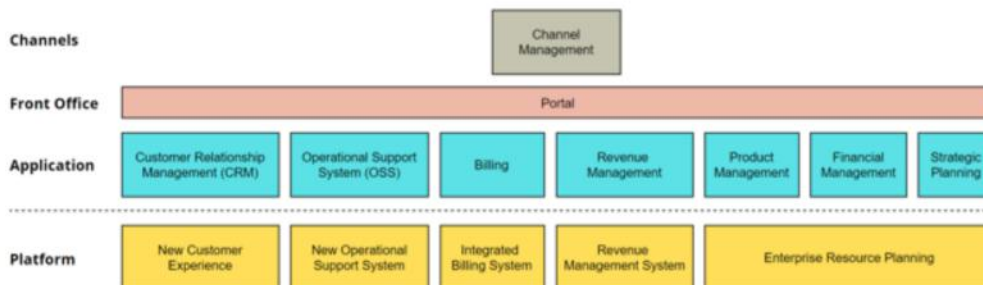 Channels
Channel
Management
Front Office
Portal
Application
Customer Relationship
Management (CRM)
Operational Support
System (OSS)
Billing
Revenue
Management
Product
Management
Financial
Management
Strategic
Planning
Platform
New Customer
Experience
New Operational
Support System
Integrated
Billing System
Revenue
Management System
Enterprise Resource Planning